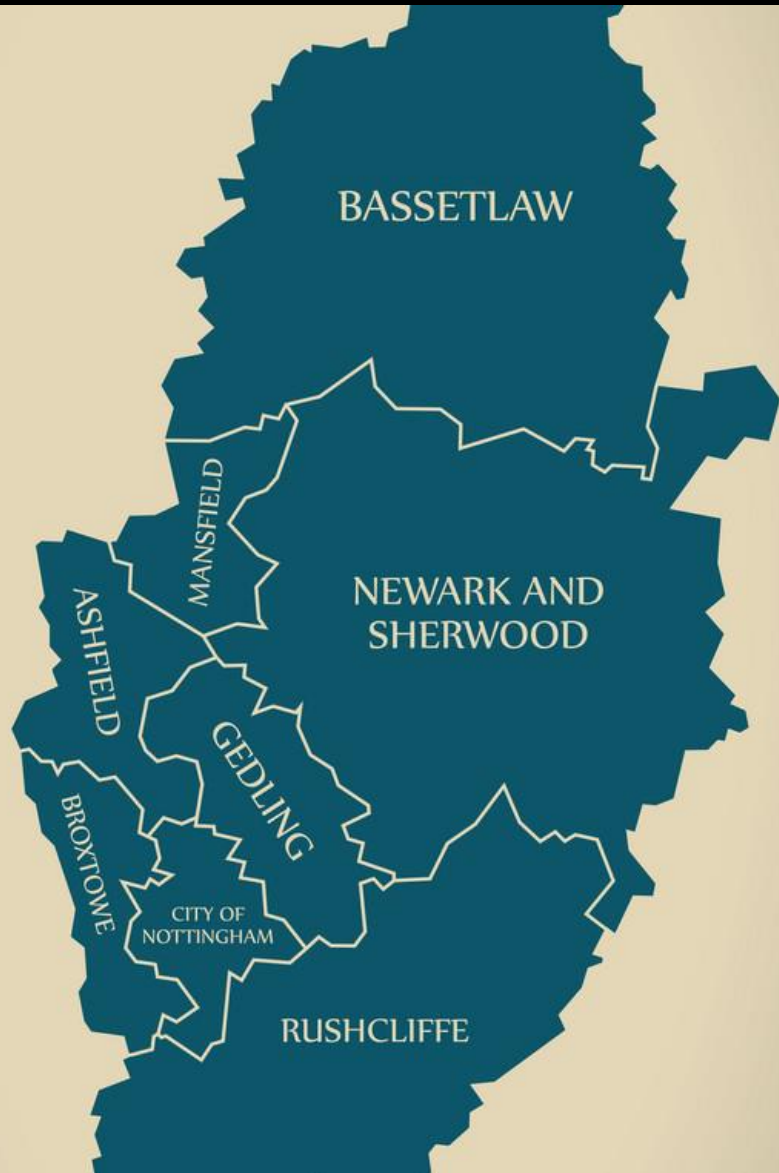 BASSETLAW
MANSFIELD
NEWARK AND
SHERWOOD
ASHFIELD
GEDLING
BROXTOWE
CITY OF
NOTTINGHAM
RUSHCLIFFE